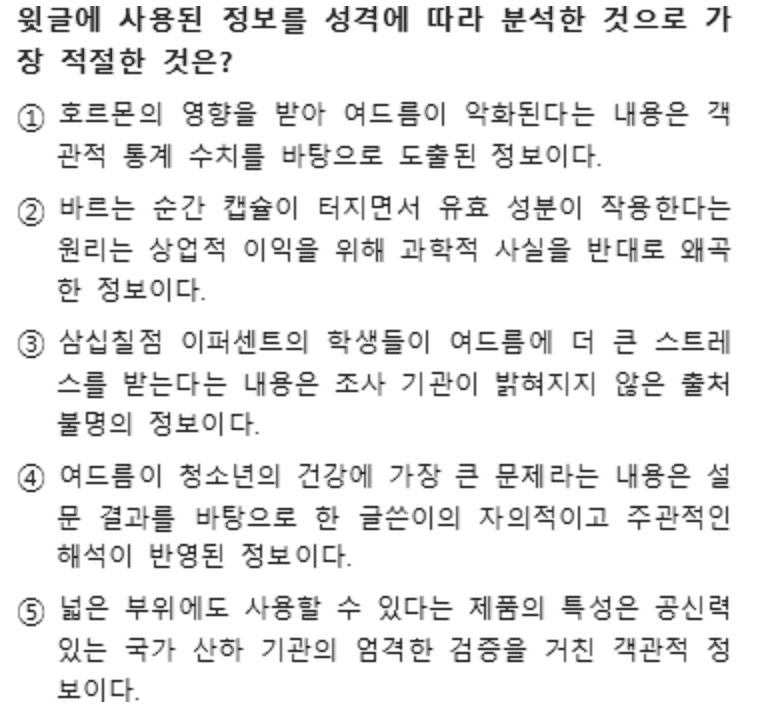 윗글에 사용된 정보를 성격에 따라 분석한 것으로 가
장 적절한 것은?
① 호르몬의 영향을 받아 여드름이 악화된다는 내용은 객
관적 통계 수치를 바탕으로 도출된 정보이다.
② 바르는 순간 캡슐이 터지면서 유효 성분이 작용한다는
원리는 상업적 이익을 위해 과학적 사실을 반대로 왜곡
한 정보이다.
③ 삼십칠점 이퍼센트의 학생들이 여드름에 더 큰 스트레
스를 받는다는 내용은 조사 기관이 밝혀지지 않은 출처
불명의 정보이다.
④ 여드름이 청소년의 건강에 가장 큰 문제라는 내용은 설
문 결과를 바탕으로 한 글쓴이의 자의적이고 주관적인
해석이 반영된 정보이다.
⑤ 넓은 부위에도 사용할 수 있다는 제품의 특성은 공신력
있는 국가 산하 기관의 엄격한 검증을 거친 객관적 정
보이다.